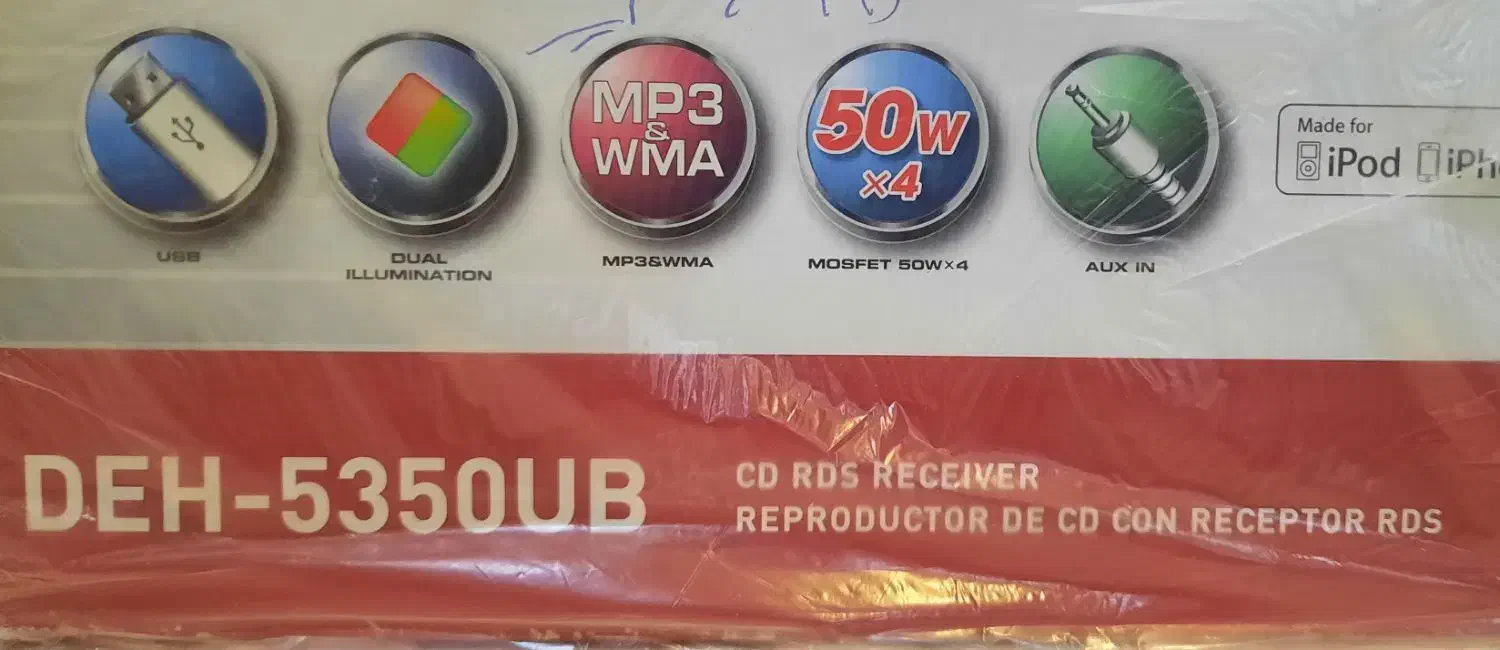 MP3
&
WMA
50W
×4
USB
DUAL
ILLUMINATION
MP3&WMA
MOSFET 50W×4
AUX IN
Made for
iPod
DEH-5350UB
CD RDS RECEIVER
REPRODUCTOR DE CD CON RECEPTOR RDS